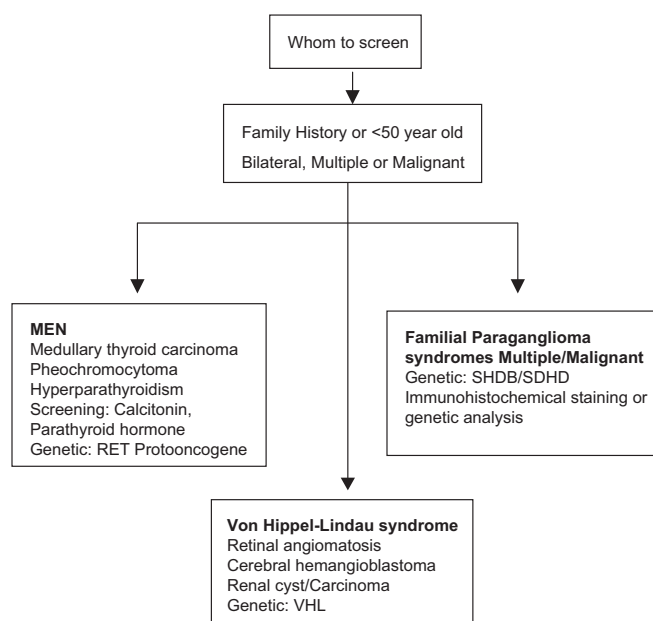 Whom to screen
Family History or <50 year old
Bilateral, Multiple or Malignant
MEN
Medullary thyroid carcinoma
Pheochromocytoma
Hyperparathyroidism
Screening: Calcitonin,
Parathyroid hormone
Genetic: RET Protooncogene
Familial Paraganglioma
syndromes Multiple/Malignant
Genetic: SHDB/SDHD
Immunohistochemical staining or
genetic analysis
Von Hippel-Lindau syndrome
Retinal angiomatosis
Cerebral hemangioblastoma
Renal cyst/Carcinoma
Genetic: VHL